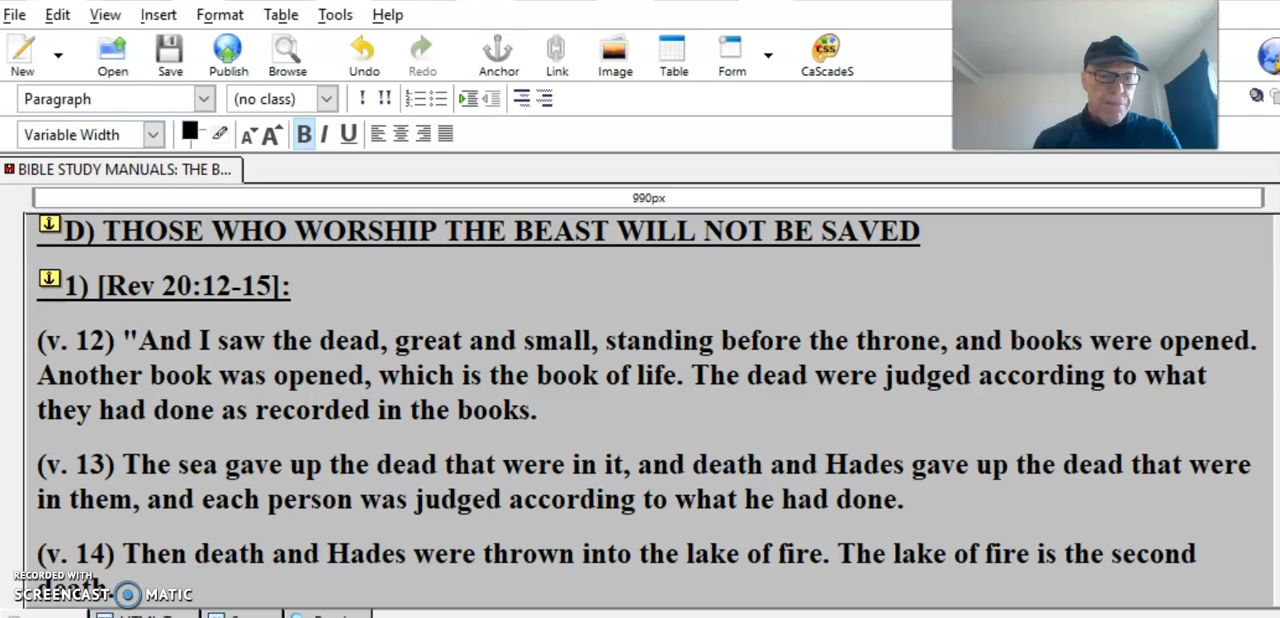 File Edit View Insert Format Table Tools Help
New Open Save Publish Browse Undo Redo Anchor Link Image Table Form CSS CaScadeS
Paragraph (no class) ! !!
Variable Width A A B I U
BIBLE STUDY MANUALS: THE B...
990px
D) THOSE WHO WORSHIP THE BEAST WILL NOT BE SAVED
1) [Rev 20:12-15]:
(v. 12) "And I saw the dead, great and small, standing before the throne, and books were opened.
Another book was opened, which is the book of life. The dead were judged according to what
they had done as recorded in the books.
(v. 13) The sea gave up the dead that were in it, and death and Hades gave up the dead that were
in them, and each person was judged according to what he had done.
(v. 14) Then death and Hades were thrown into the lake of fire. The lake of fire is the second
death.
RECORDED WITH
SCREENCAST MATIC